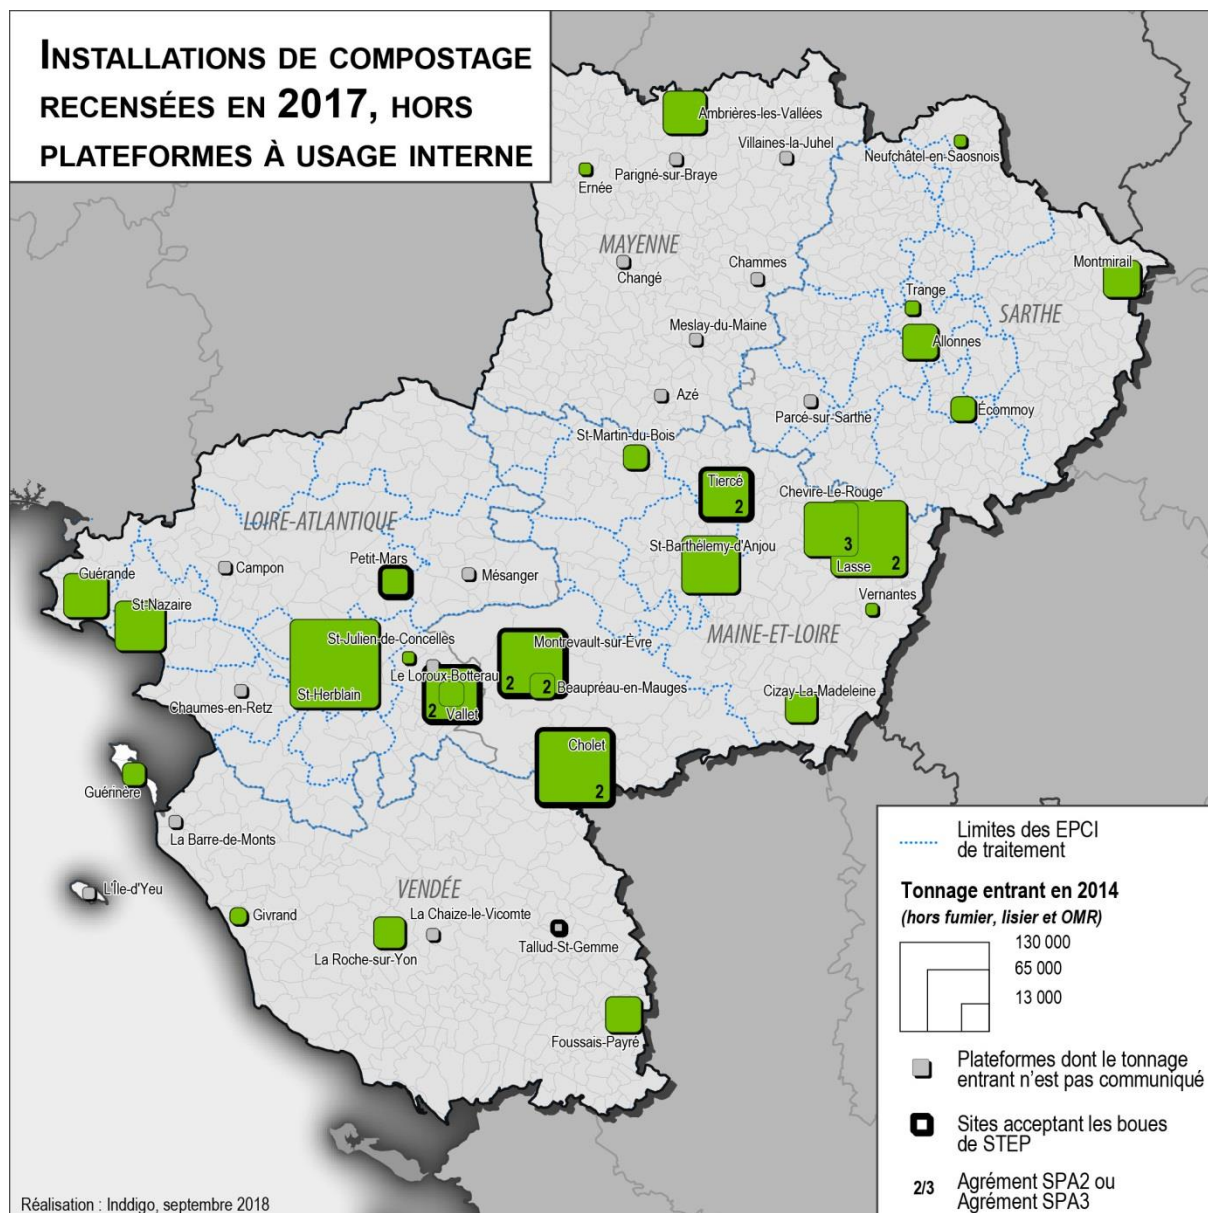 INSTALLATIONS DE COMPOSTAGE
RECENSÉES EN 2017, HORS
PLATEFORMES À USAGE INTERNE
Ambrières-les-Vallées
Villaines-la-Juhel
Neufchâtel-en-Saosnois
Parigné-sur-Braye
Ernée
MAYENNE
Changé
Chammes
Montmirail
Trange
SARTHE
Meslay-du-Maine
Allonnes
Azé
Parcé-sur-Sarthe
Écommoy
St-Martin-du-Bois
Tiercé
2
Chevire-Le-Rouge
3
LOIRE-ATLANTIQUE
St-Barthélemy-d'Anjou
Lasse
2
Petit-Mars
Campon
Mésanger
Guérande
Vernantes
St-Nazaire
MAINE-ET-LOIRE
St-Julien-de-Concelles
Montrevault-sur-Èvre
2
Le Loroux-Botterau
2
Beaupréau-en-Mauges
St-Herblain
Cizay-La-Madeleine
Chaumes-en-Retz
2
Vallet
Cholet
2
Guérinère
La Barre-de-Monts
L'Île-d'Yeu
VENDÉE
Givrand
La Chaize-le-Vicomte
La Roche-sur-Yon
Tallud-St-Gemme
Foussais-Payré
Limites des EPCI
de traitement
Tonnage entrant en 2014
(hors fumier, lisier et OMR)
130 000
65 000
13 000
Plateformes dont le tonnage
entrant n'est pas communiqué
Sites acceptant les boues
de STEP
2/3 Agrément SPA2 ou
Agrément SPA3
Réalisation : Inddigo, septembre 2018